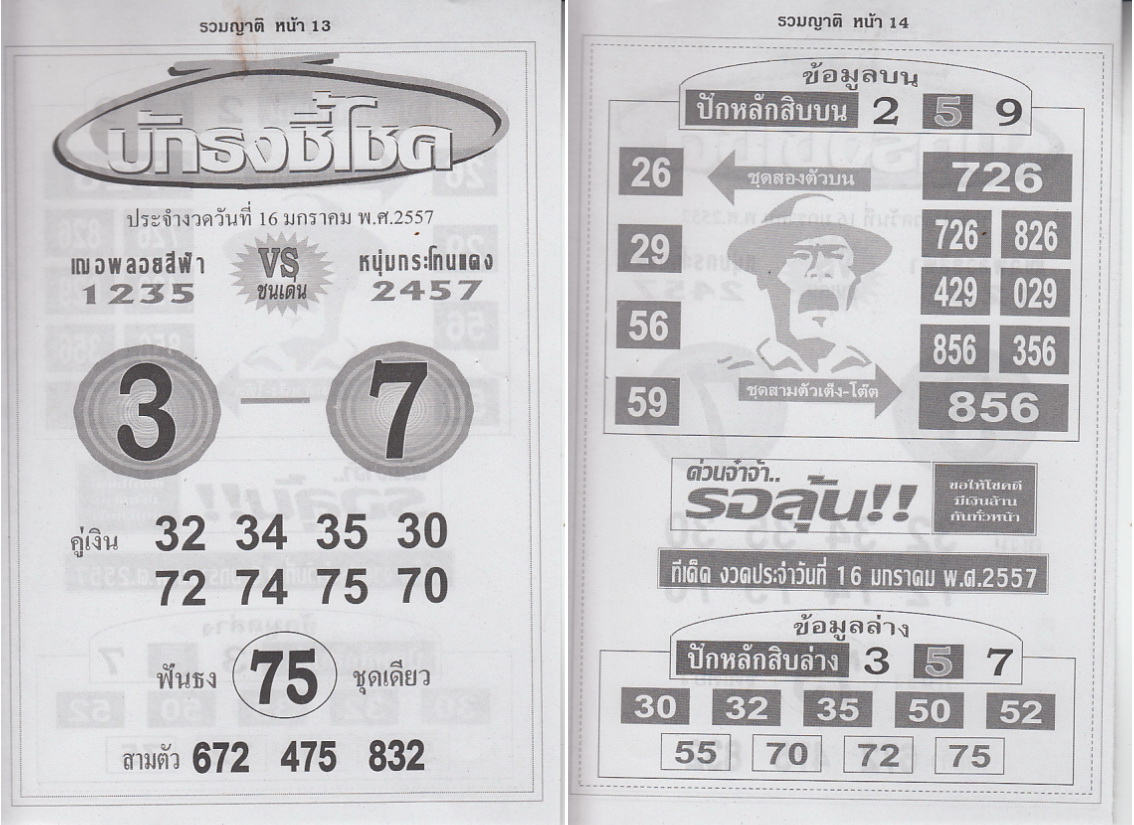 รวมญาติ หน้า 13
บักธงชี้โชค
ประจำงวดวันที่ 16 มกราคม พ.ศ.2557
เฌอพลอยสีฟ้า VS หนุ่มกระโทนแดง
1235 ชนเด่น 2457
3 — 7
คู่เงิน 32 34 35 30
72 74 75 70
ฟันธง 75 ชุดเดียว
สามตัว 672 475 832
รวมญาติ หน้า 14
ข้อมูลบน
ปักหลักสิบบน 2 5 9
26 ชุดสองตัวบน 726
29 726 826
429 029
56 856 356
59 ชุดสามตัวเต็ง-โต๊ด 856
ด่วนจ๋าจ้า..
รอลุ้น!!
ขอให้โชคดี
มีเงินล้าน
กันทั่วหน้า
ทีเด็ด งวดประจำวันที่ 16 มกราคม พ.ศ.2557
ข้อมูลล่าง
ปักหลักสิบล่าง 3 5 7
30 32 35 50 52
55 70 72 75